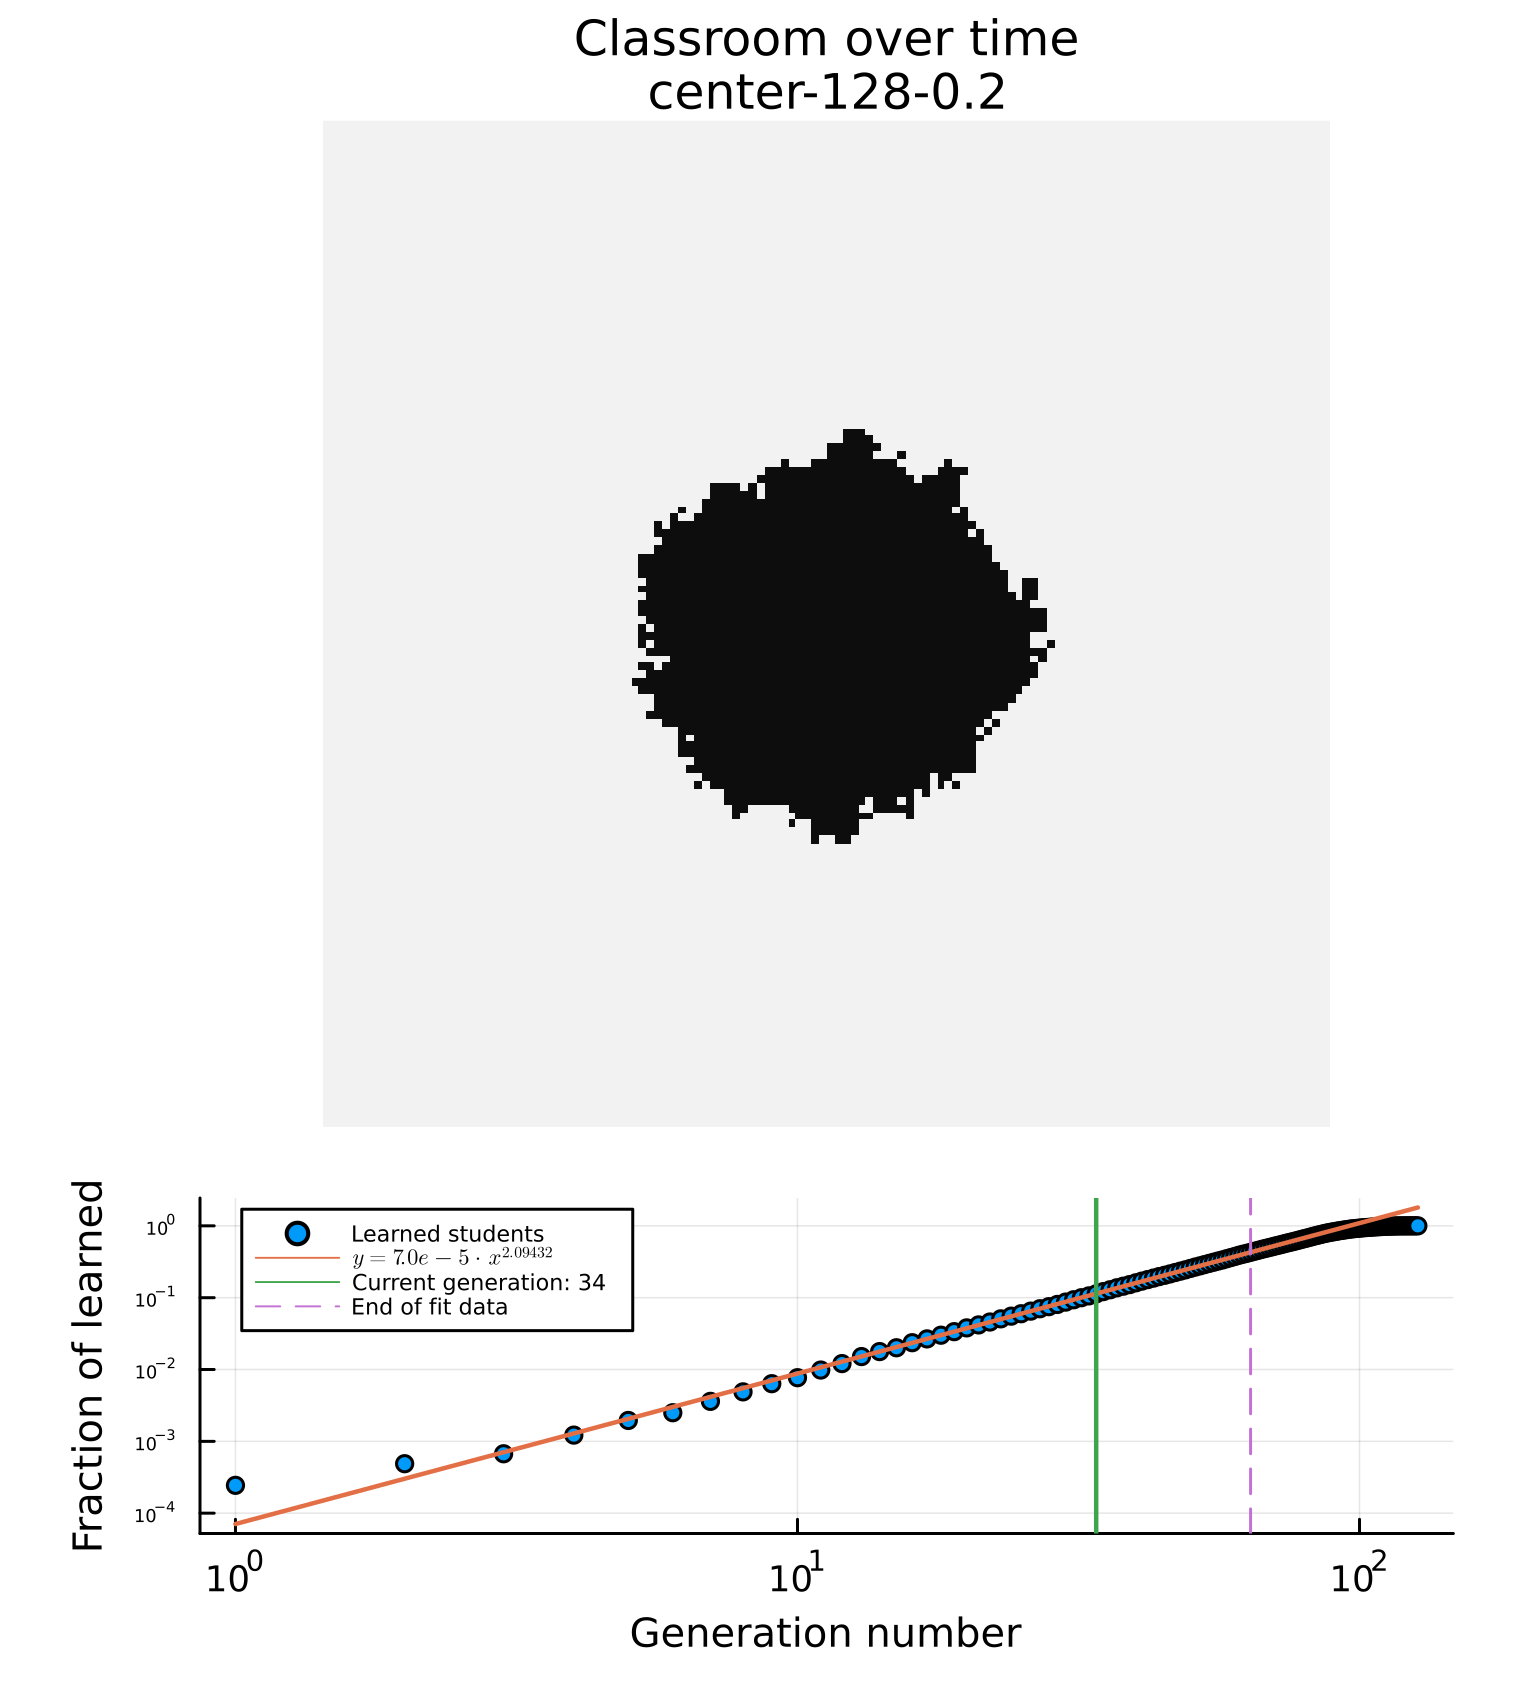 Classroom over time
center-128-0.2
Fraction of learned
10^0
10^-1
10^-2
10^-3
10^-4
Learned students
y = 7.0e − 5 · x^2.09432
Current generation: 34
End of fit data
10^0 10^1 10^2
Generation number